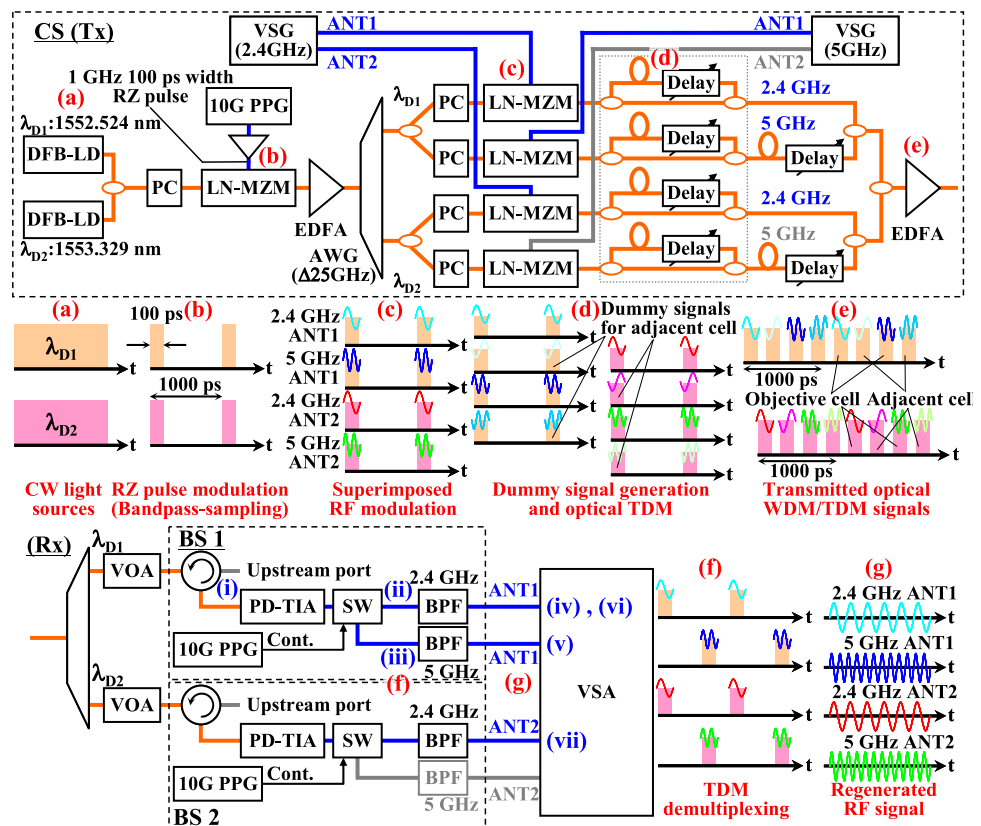 CS (Tx)
VSG
(2.4GHz)
ANT1
ANT2
ANT1
ANT2
VSG
(5GHz)
1 GHz 100 ps width
RZ pulse
(a)
λD1:1552.524 nm
DFB-LD
DFB-LD
λD2:1553.329 nm
10G PPG
(b)
PC
LN-MZM
EDFA
AWG
(Δ25GHz)
λD1
λD2
(c)
(d)
PC
LN-MZM
Delay
2.4 GHz
PC
LN-MZM
Delay
5 GHz
Delay
PC
LN-MZM
Delay
2.4 GHz
PC
LN-MZM
Delay
5 GHz
Delay
(e)
EDFA
(a)
λD1
t
λD2
t
CW light
sources
(b)
100 ps
t
1000 ps
t
RZ pulse modulation
(Bandpass-sampling)
(c)
2.4 GHz
ANT1
t
5 GHz
ANT1
t
2.4 GHz
ANT2
t
5 GHz
ANT2
t
Superimposed
RF modulation
(d)
Dummy signals
for adjacent cell
t
t
t
t
t
t
t
t
Dummy signal generation
and optical TDM
(e)
t
1000 ps
Objective cell Adjacent cell
t
1000 ps
Transmitted optical
WDM/TDM signals
(Rx)
λD1
VOA
λD2
VOA
BS 1
Upstream port
(i)
PD-TIA
SW
(ii)
2.4 GHz
BPF
ANT1
(iv) , (vi)
10G PPG
Cont.
(iii)
BPF
5 GHz
ANT1
(v)
(f)
(g)
VSA
Upstream port
PD-TIA
SW
2.4 GHz
BPF
ANT2
(vii)
10G PPG
Cont.
BPF
5 GHz
ANT2
BS 2
(f)
t
t
t
t
TDM
demultiplexing
(g)
2.4 GHz ANT1
t
5 GHz ANT1
t
2.4 GHz ANT2
t
5 GHz ANT2
t
Regenerated
RF signal